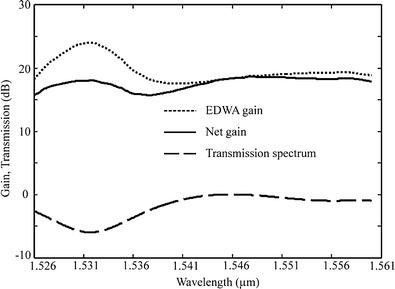 30
20
10
0
-10
Gain, Transmission (dB)
EDWA gain
Net gain
Transmission spectrum
1.526 1.531 1.536 1.541 1.546 1.551 1.556 1.561
Wavelength (μm)